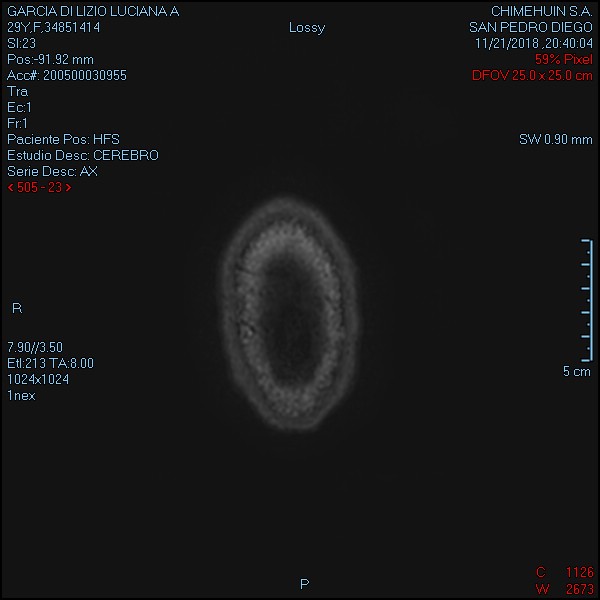 GARCIA DI LIZIO LUCIANA A
29Y,F,34851414
Sl:23
Pos:-91.92 mm
Acc#: 200500030955
Tra
Ec:1
Fr:1
Paciente Pos: HFS
Estudio Desc: CEREBRO
Serie Desc: AX
< 505 - 23 >
Lossy
CHIMEHUIN S.A.
SAN PEDRO DIEGO
11/21/2018 ,20:40:04
59% Pixel
DFOV 25.0 x 25.0 cm
SW 0.90 mm
R
7.90//3.50
Etl:213 TA:8.00
1024x1024
1nex
5 cm
P
C 1126
W 2673